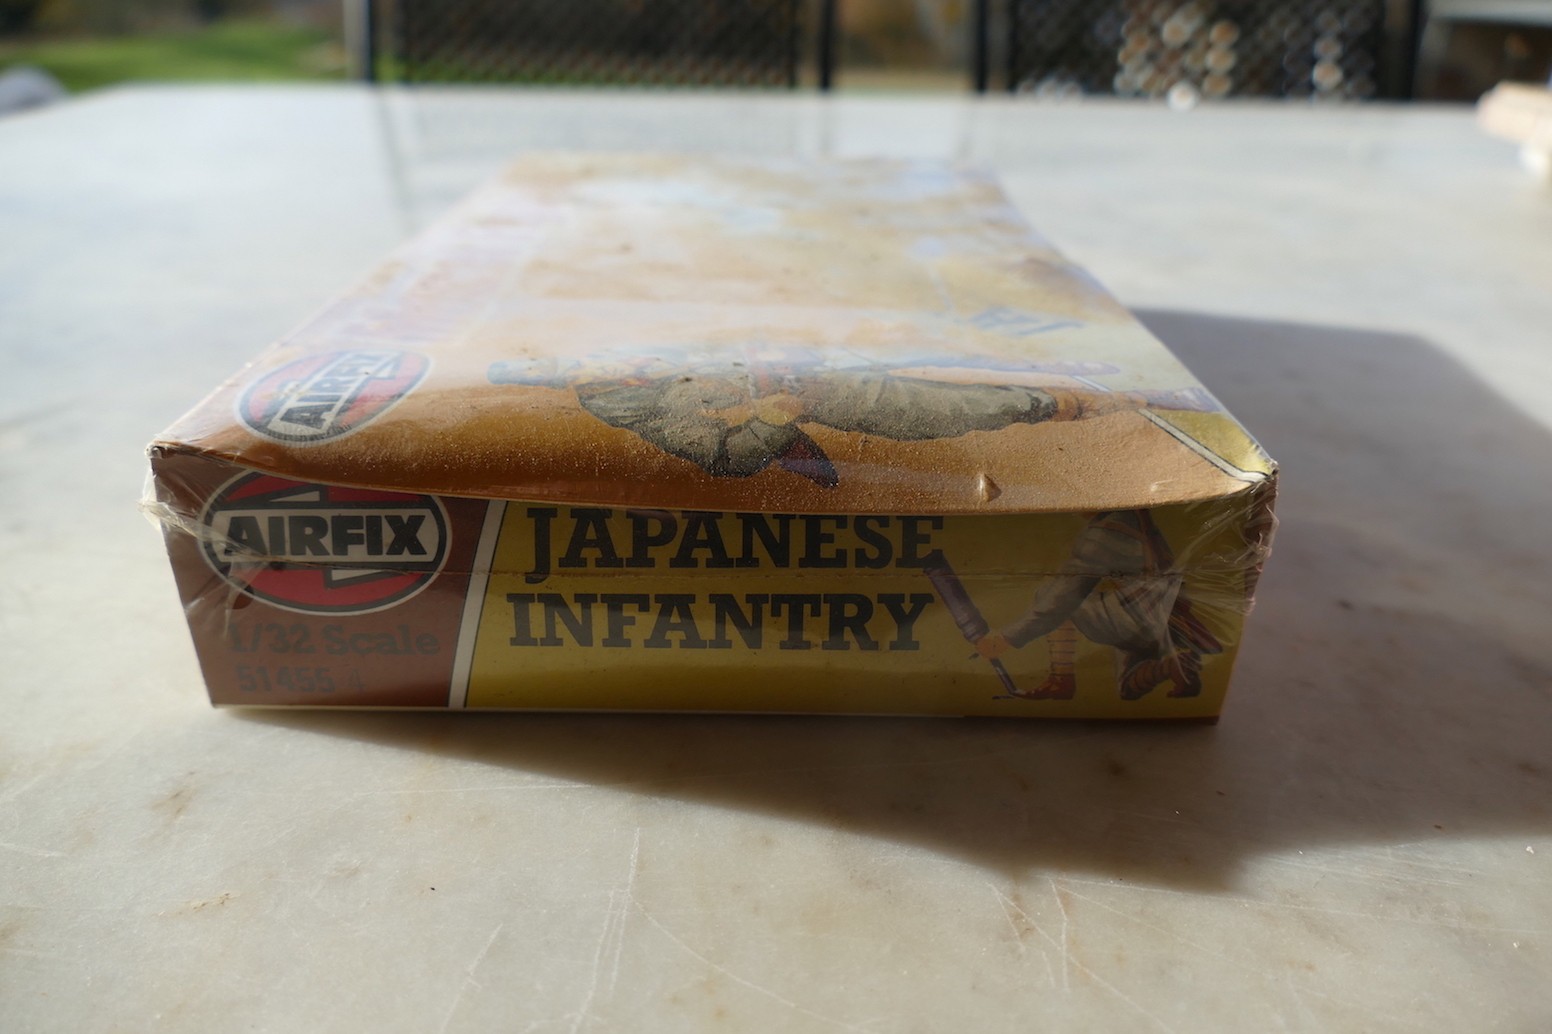 AIRFIX
AIRFIX
JAPANESE
INFANTRY
1/32 Scale
51455